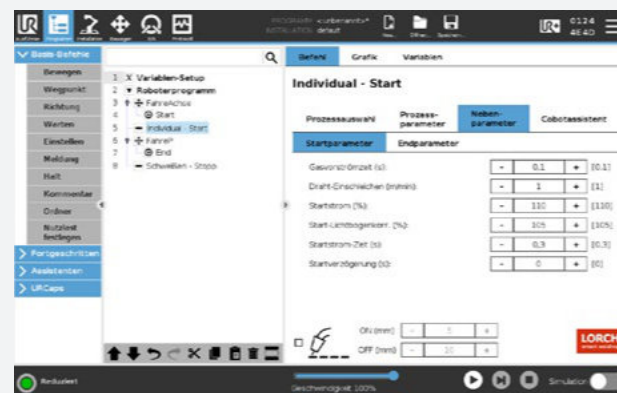 PROGRAMM <unbenannt>*
INSTALLATION default
Neu...
Öffnen...
Speichern...
0124
4E4D
Basis-Befehle
Bewegen
Wegpunkt
Richtung
Warten
Einstellen
Meldung
Halt
Kommentar
Ordner
Nutzlast
festlegen
Fortgeschritten
Assistenten
URCaps
1 X Variablen-Setup
2 Roboterprogramm
3 FahreAchse
4 Start
5 Individual - Start
6 FahreP
7 End
8 Schweißen - Stopp
Befehl Grafik Variablen
Individual - Start
Prozessauswahl
Prozess-
parameter
Neben-
parameter
Cobotassistent
Startparameter Endparameter
Gasvorströmzeit (s): - 0,1 + [0.1]
Draht-Einschleichen (m/min): - 1 + [1]
Startstrom (%): - 110 + [110]
Start-Lichtbogenkorr. (%): - 105 + [105]
Startstrom-Zeit (s): - 0,3 + [0.3]
Startverzögerung (s): - 0 + [0]
ON (mm) - 5 +
OFF (mm) - 10 +
LORCH
Reduziert
Geschwindigkeit 100%
Simulation